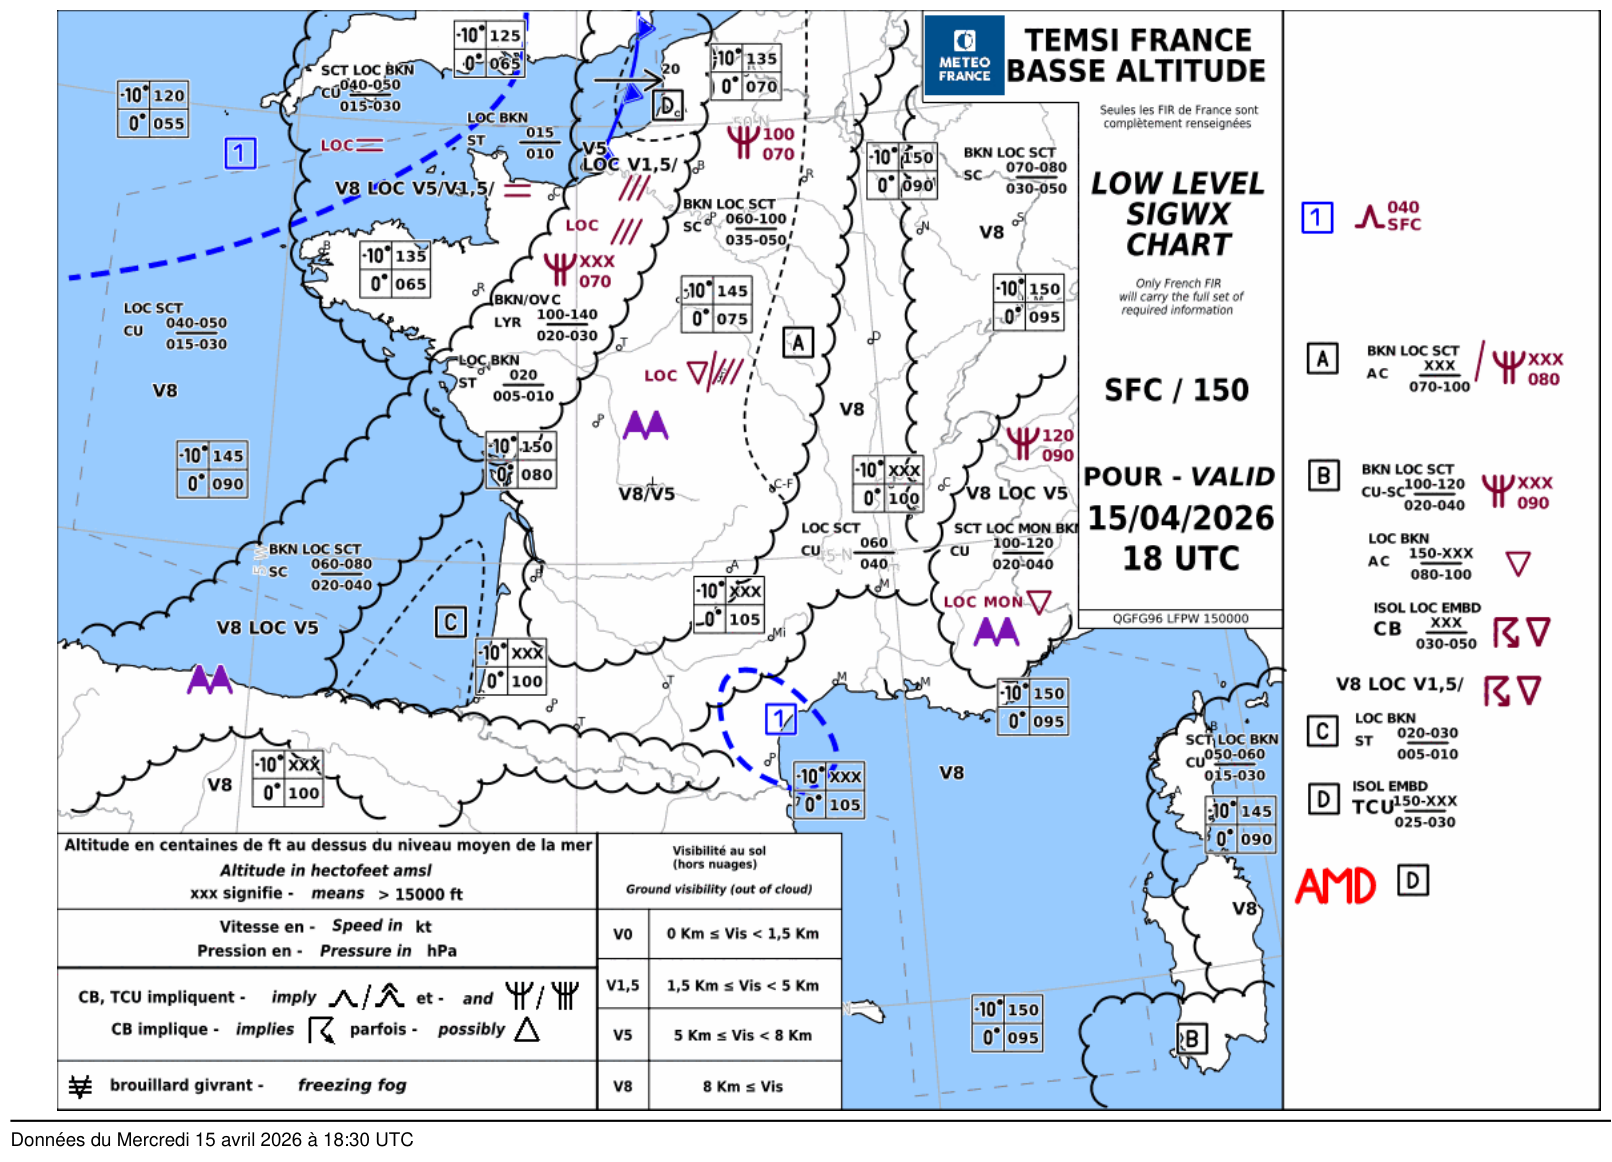 METEO
FRANCE
TEMSI FRANCE
BASSE ALTITUDE
Seules les FIR de France sont
complètement renseignées
LOW LEVEL
SIGWX
CHART
Only French FIR
will carry the full set of
required information
SFC / 150
POUR - VALID
15/04/2026
18 UTC
QGFG96 LFPW 150000
-10° 125
0° 065
-10° 120
0° 055
1
SCT LOC BKN
CU 040-050
015-030
LOC
LOC BKN
ST 015
010
V8 LOC V5/V1,5/
20
D
V5
LOC V1,5/
-10° 135
0° 070
100
070
50 N
-10° 150
0° 090
BKN LOC SCT
SC 070-080
030-050
V8
BKN LOC SCT
SC 060-100
035-050
LOC
XXX
070
-10° 135
0° 065
BKN/OVC
LYR 100-140
020-030
-10° 145
0° 075
-10° 150
0° 095
A
LOC SCT
CU 040-050
015-030
V8
LOC BKN
ST 020
005-010
LOC
V8
120
090
-10° 145
0° 090
-10° 150
0° 080
V8/V5
-10° XXX
0° 100
V8 LOC V5
LOC SCT
CU 060
040
45 N
SCT LOC MON BKN
CU 100-120
020-040
BKN LOC SCT
SC 060-080
020-040
C
V8 LOC V5
-10° XXX
0° 105
LOC MON
-10° XXX
0° 100
-10° 150
0° 095
1
V8
-10° XXX
0° 100
-10° XXX
0° 105
V8
SCT LOC BKN
CU 050-060
015-030
-10° 145
0° 090
V8
-10° 150
0° 095
B
1
040
SFC
A
BKN LOC SCT
AC XXX
070-100
/ XXX
080
B
BKN LOC SCT
CU-SC 100-120
020-040
XXX
090
LOC BKN
AC 150-XXX
080-100
ISOL LOC EMBD
CB XXX
030-050
V8 LOC V1,5/
C
LOC BKN
ST 020-030
005-010
D
ISOL EMBD
TCU 150-XXX
025-030
AMD D
Altitude en centaines de ft au dessus du niveau moyen de la mer
Altitude in hectofeet amsl
xxx signifie - means > 15000 ft
Vitesse en - Speed in kt
Pression en - Pressure in hPa
CB, TCU impliquent - imply / et - and /
CB implique - implies parfois - possibly
brouillard givrant - freezing fog
Visibilité au sol
(hors nuages)
Ground visibility (out of cloud)
V0 0 Km ≤ Vis < 1,5 Km
V1,5 1,5 Km ≤ Vis < 5 Km
V5 5 Km ≤ Vis < 8 Km
V8 8 Km ≤ Vis
Données du Mercredi 15 avril 2026 à 18:30 UTC